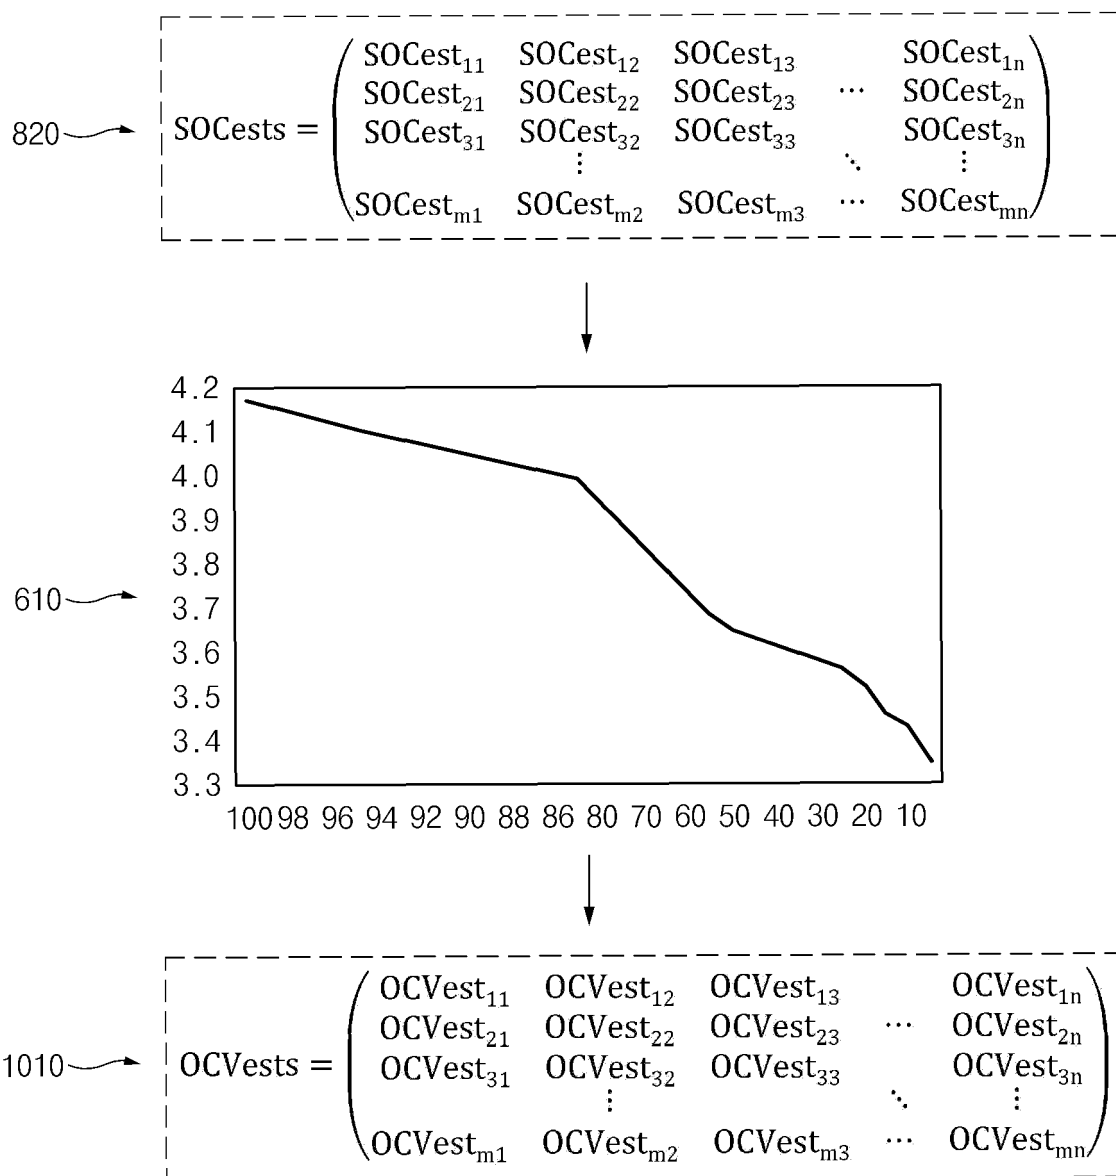 SOCest₁₁ SOCest₁₂ SOCest₁₃ SOCest₁ₙ
SOCest₂₁ SOCest₂₂ SOCest₂₃ ⋯ SOCest₂ₙ
820 SOCests = SOCest₃₁ SOCest₃₂ SOCest₃₃ SOCest₃ₙ
⋮ ⋱ ⋮
SOCestₘ₁ SOCestₘ₂ SOCestₘ₃ ⋯ SOCestₘₙ
4.2
4.1
4.0
3.9
3.8
610
3.7
3.6
3.5
3.4
3.3
100 98 96 94 92 90 88 86 80 70 60 50 40 30 20 10
OCVest₁₁ OCVest₁₂ OCVest₁₃ OCVest₁ₙ
OCVest₂₁ OCVest₂₂ OCVest₂₃ ⋯ OCVest₂ₙ
1010 OCVests = OCVest₃₁ OCVest₃₂ OCVest₃₃ OCVest₃ₙ
⋮ ⋱ ⋮
OCVestₘ₁ OCVestₘ₂ OCVestₘ₃ ⋯ OCVestₘₙ